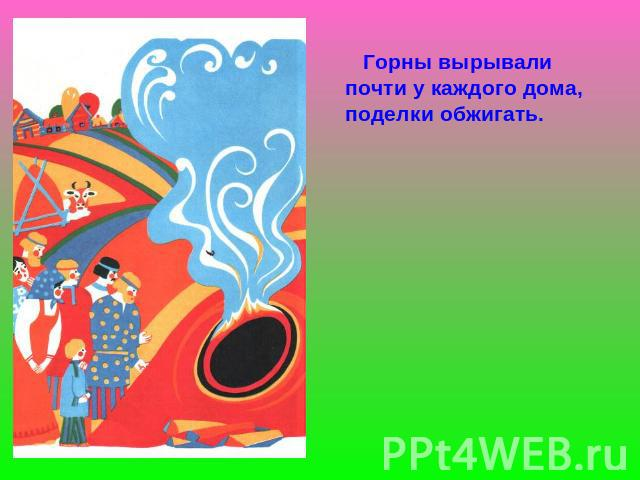 Горны вырывали
почти у каждого дома,
поделки обжигать.
PPt4WEB.ru